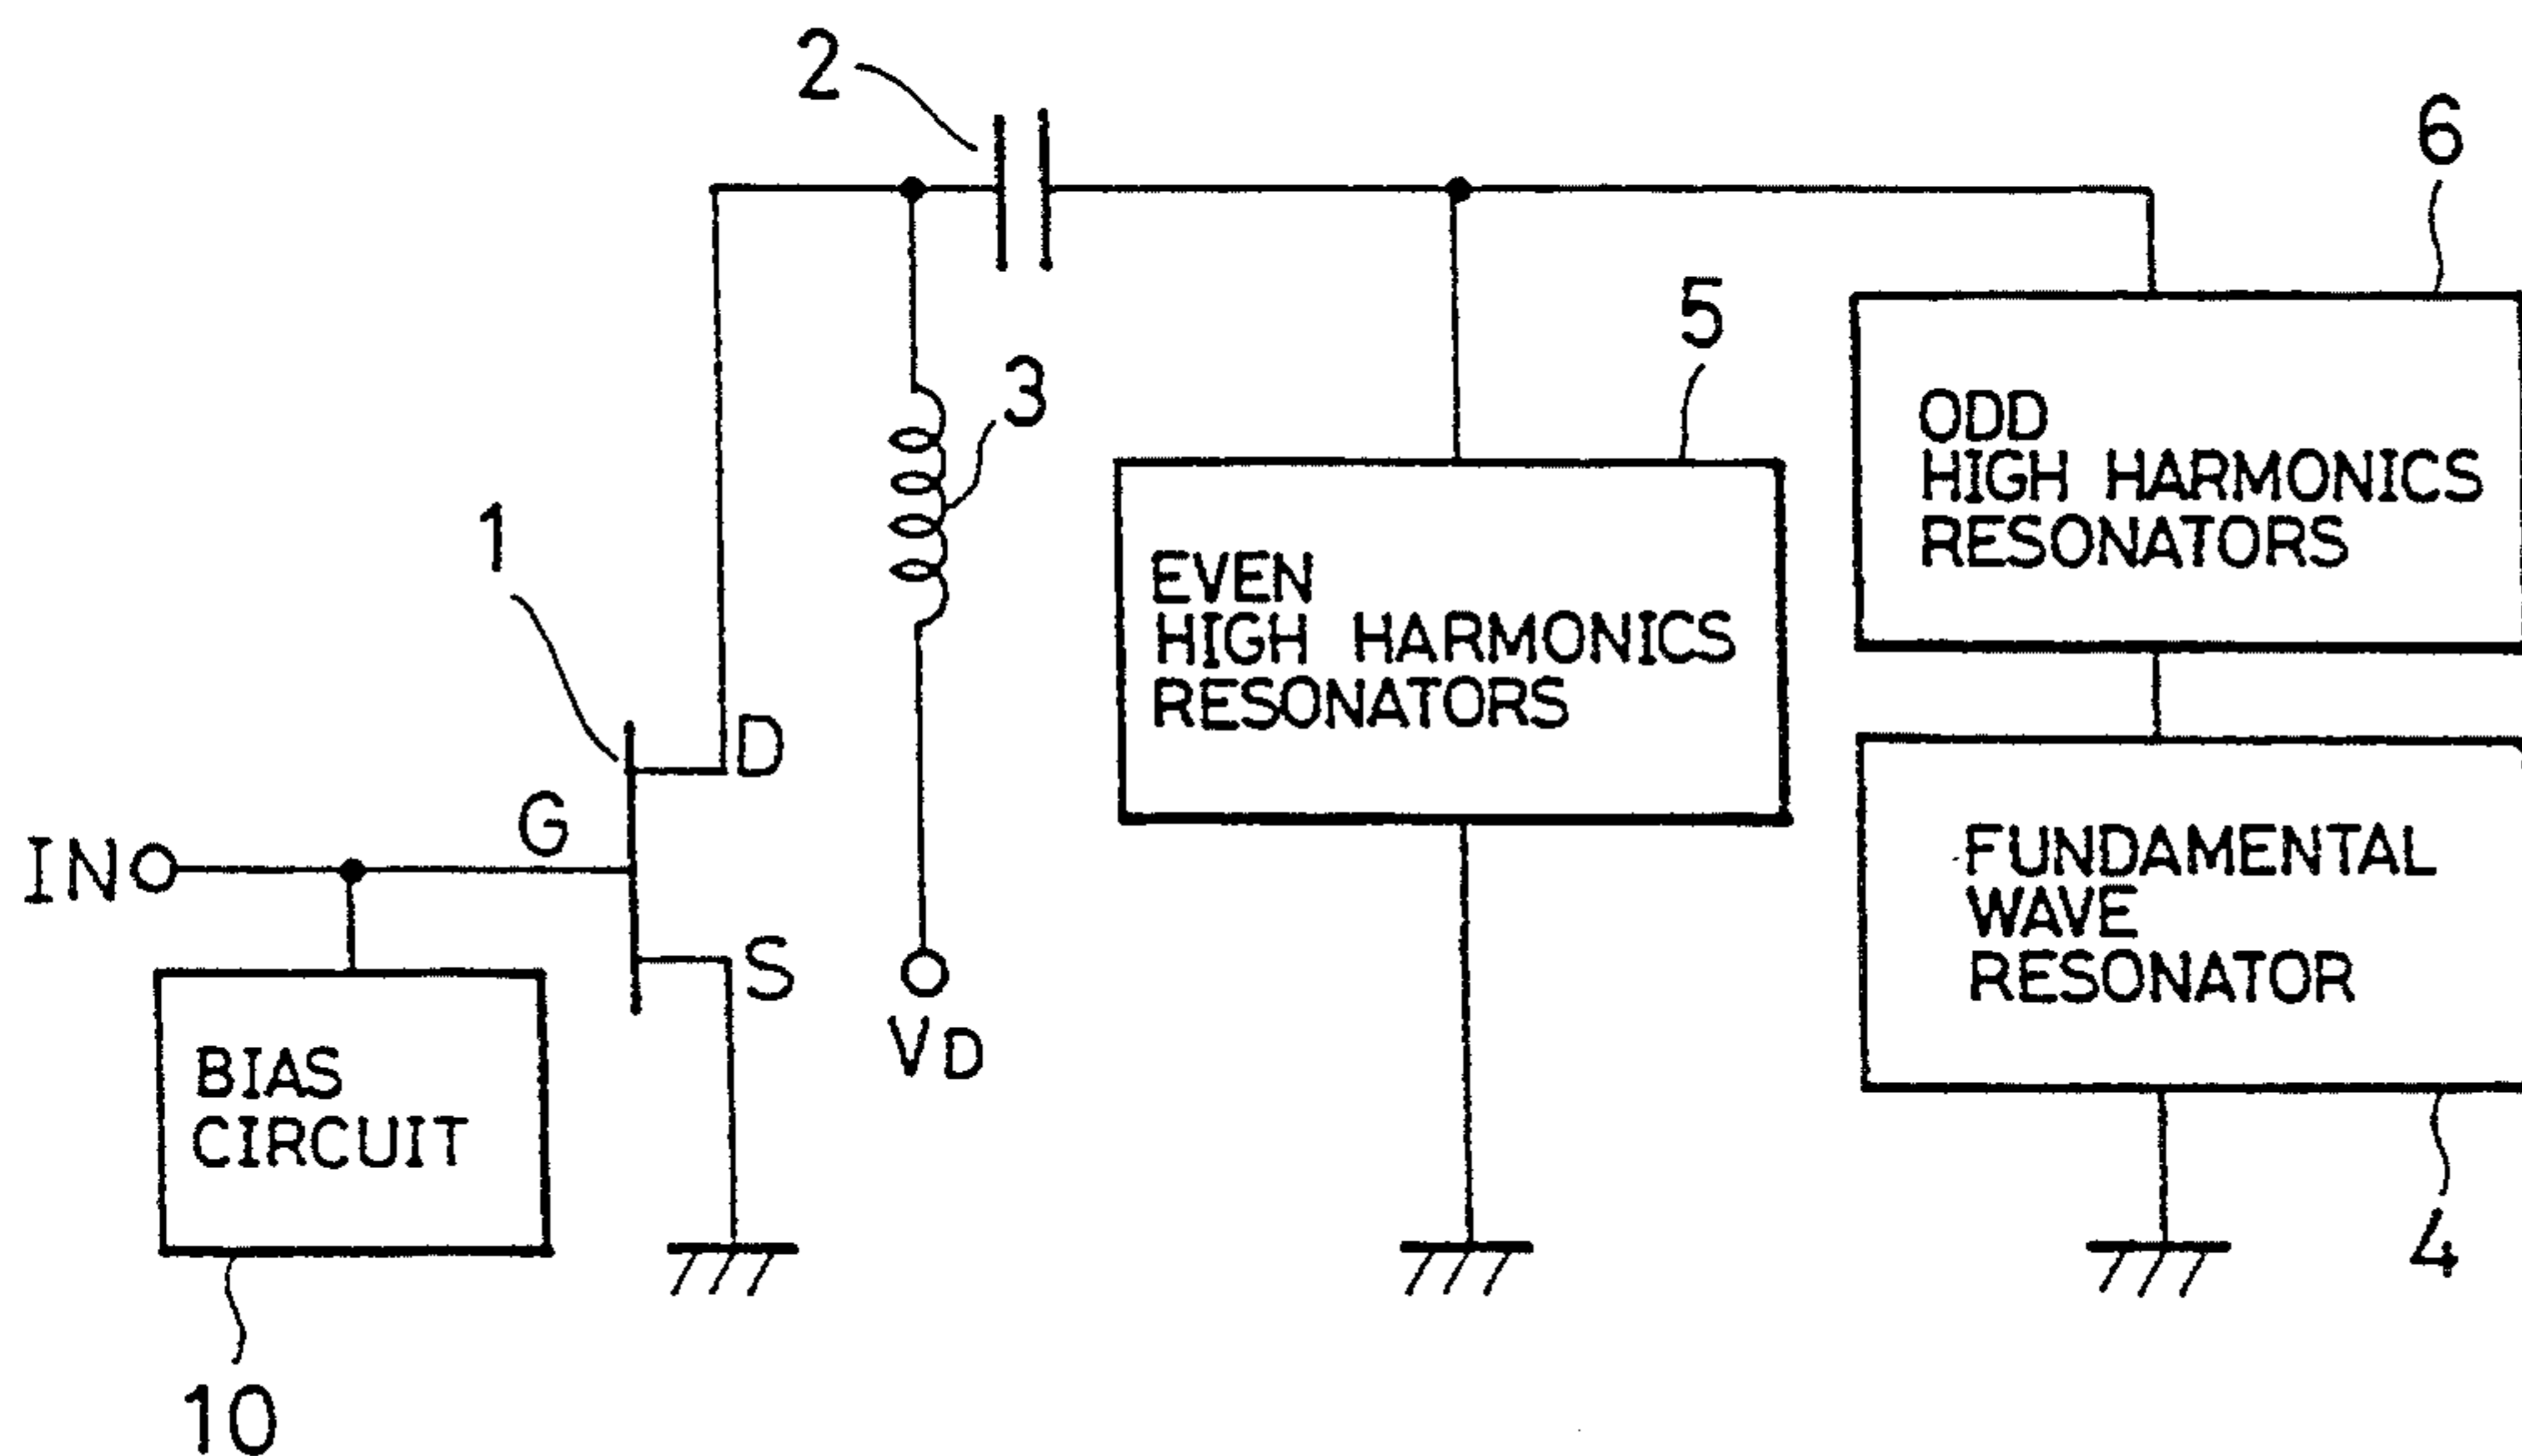 2
6
5
3
ODD
HIGH HARMONICS
RESONATORS
1
EVEN
HIGH HARMONICS
RESONATORS
D
G
IN
S
FUNDAMENTAL
WAVE
RESONATOR
VD
BIAS
CIRCUIT
4
10